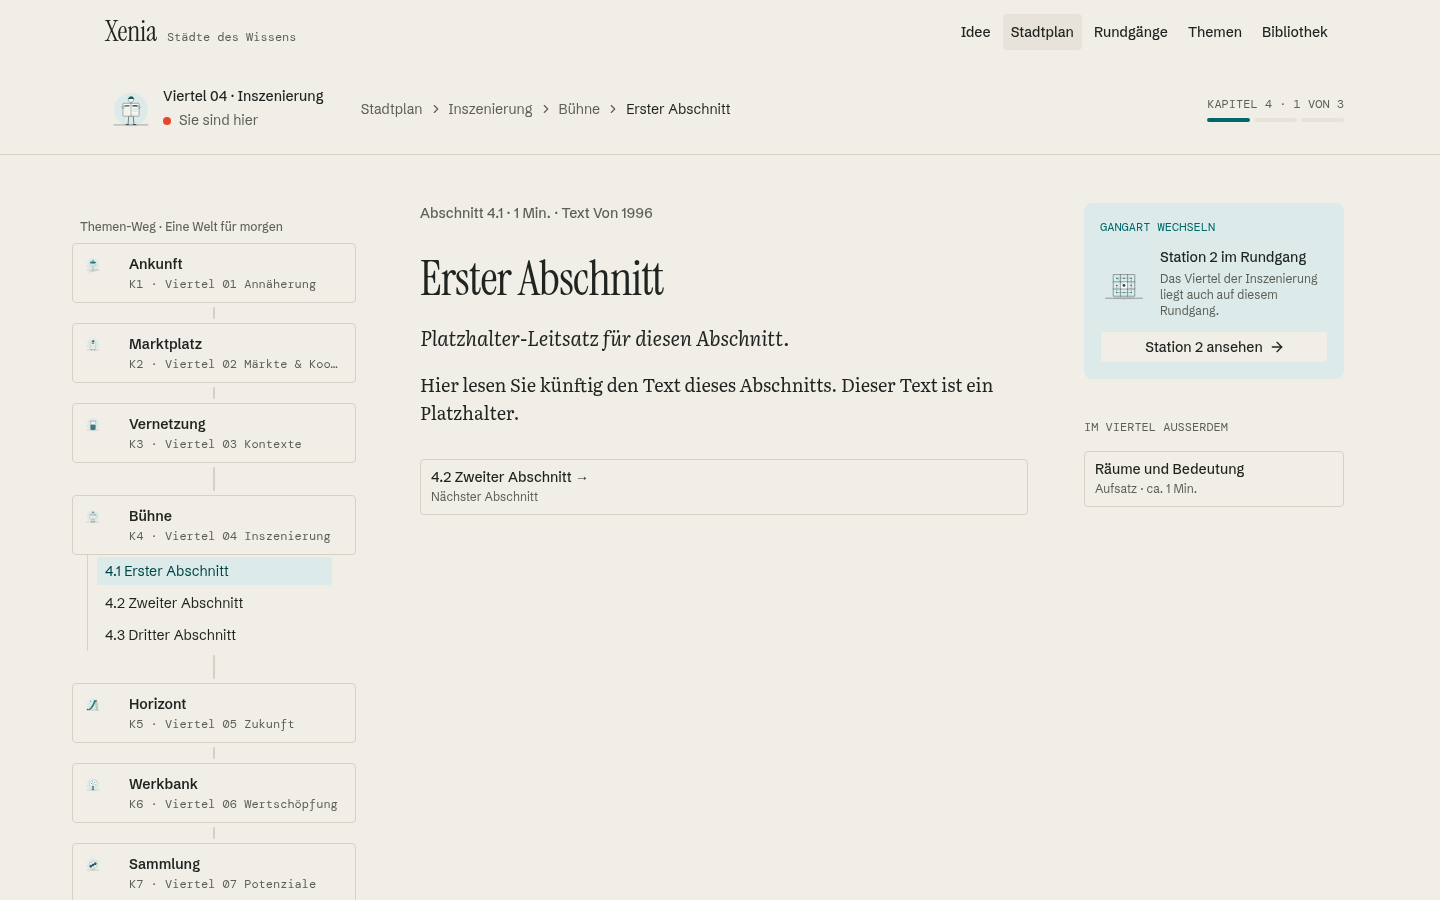 Xenia Städte des Wissens
Idee Stadtplan Rundgänge Themen Bibliothek
Viertel 04 · Inszenierung
Sie sind hier
Stadtplan > Inszenierung > Bühne > Erster Abschnitt
KAPITEL 4 · 1 VON 3
Themen-Weg · Eine Welt für morgen
Ankunft
K1 · Viertel 01 Annäherung
Marktplatz
K2 · Viertel 02 Märkte & Koo…
Vernetzung
K3 · Viertel 03 Kontexte
Bühne
K4 · Viertel 04 Inszenierung
4.1 Erster Abschnitt
4.2 Zweiter Abschnitt
4.3 Dritter Abschnitt
Horizont
K5 · Viertel 05 Zukunft
Werkbank
K6 · Viertel 06 Wertschöpfung
Sammlung
K7 · Viertel 07 Potenziale
Abschnitt 4.1 · 1 Min. · Text Von 1996
Erster Abschnitt
Platzhalter-Leitsatz für diesen Abschnitt.
Hier lesen Sie künftig den Text dieses Abschnitts. Dieser Text ist ein
Platzhalter.
4.2 Zweiter Abschnitt →
Nächster Abschnitt
GANGART WECHSELN
Station 2 im Rundgang
Das Viertel der Inszenierung
liegt auch auf diesem
Rundgang.
Station 2 ansehen →
IM VIERTEL AUSSERDEM
Räume und Bedeutung
Aufsatz · ca. 1 Min.